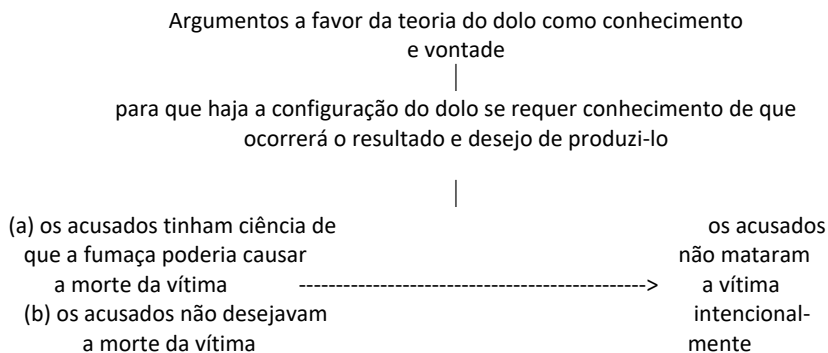 Argumentos a favor da teoria do dolo como conhecimento
e vontade
para que haja a configuração do dolo se requer conhecimento de que
ocorrerá o resultado e desejo de produzi-lo
(a) os acusados tinham ciência de
que a fumaça poderia causar
a morte da vítima
(b) os acusados não desejavam
a morte da vítima
----------------------------------------------->
os acusados
não mataram
a vítima
intencional-
mente